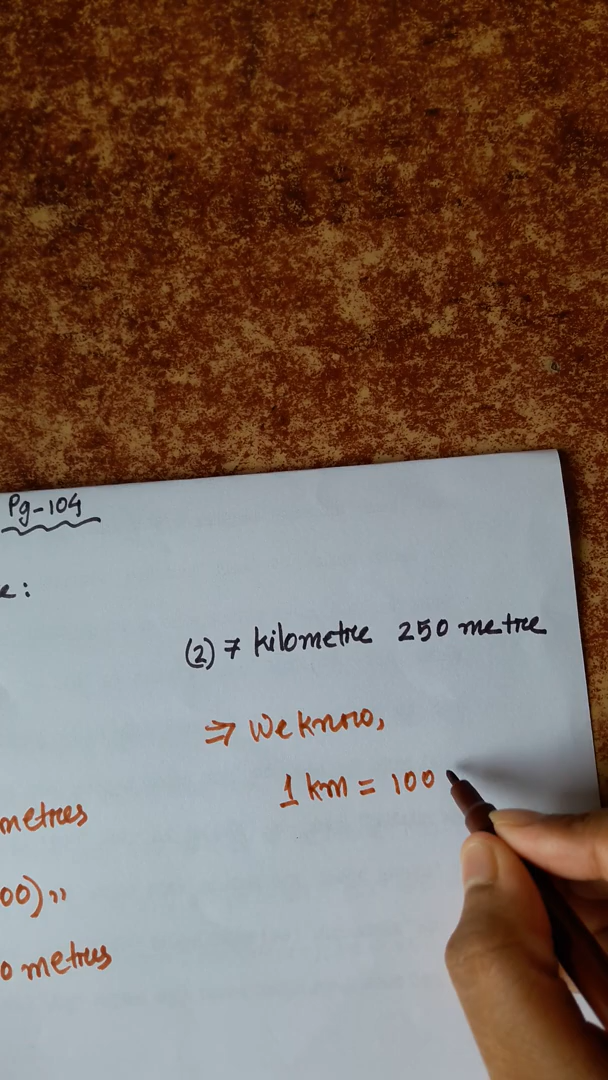 Pg-104
e:
(2) 7 kilometre 250 metre
⇒ We know,
1 km = 100
metres
00) ,,
0 metres